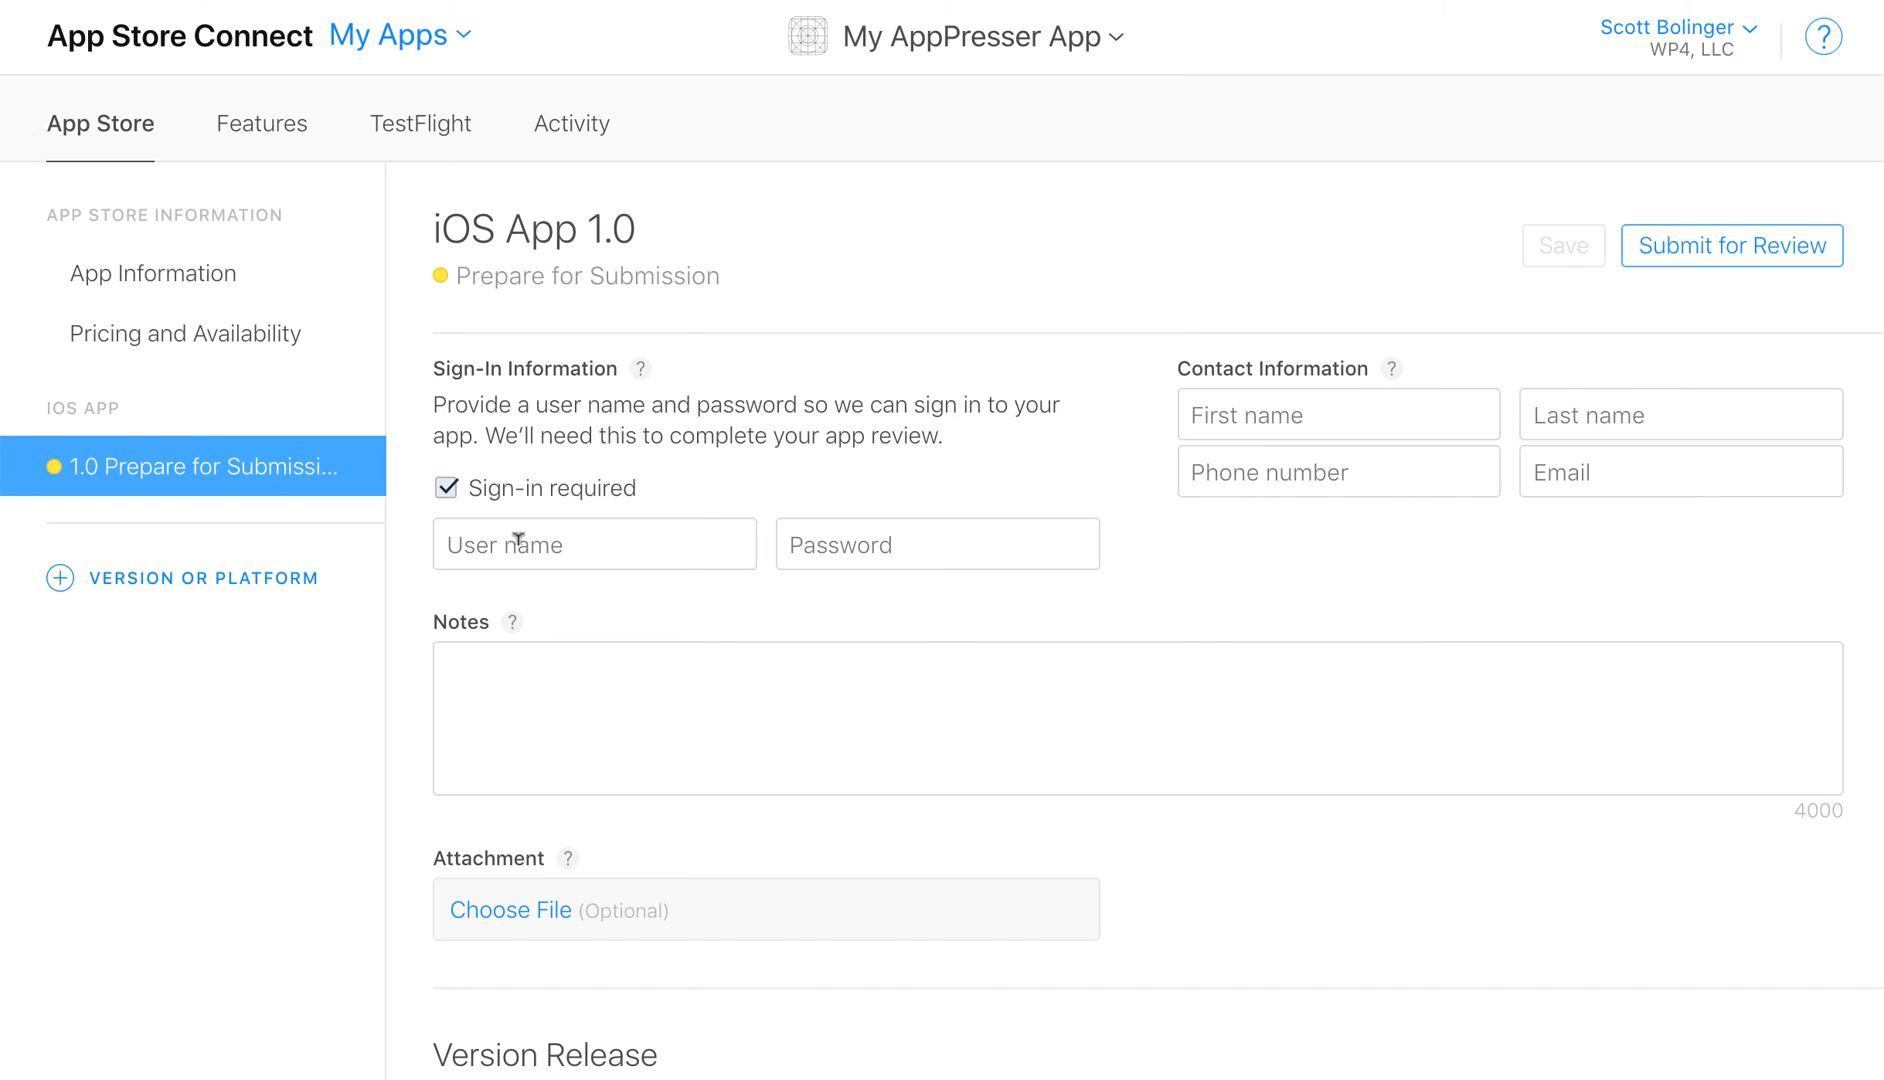 App Store Connect My Apps
My AppPresser App
Scott Bolinger
WP4, LLC
?
App Store Features TestFlight Activity
APP STORE INFORMATION
App Information
Pricing and Availability
IOS APP
1.0 Prepare for Submissi...
+ VERSION OR PLATFORM
iOS App 1.0
Prepare for Submission
Save Submit for Review
Sign-In Information ?
Provide a user name and password so we can sign in to your
app. We’ll need this to complete your app review.
Sign-in required
User name Password
Contact Information ?
First name Last name
Phone number Email
Notes ?
4000
Attachment ?
Choose File (Optional)
Version Release